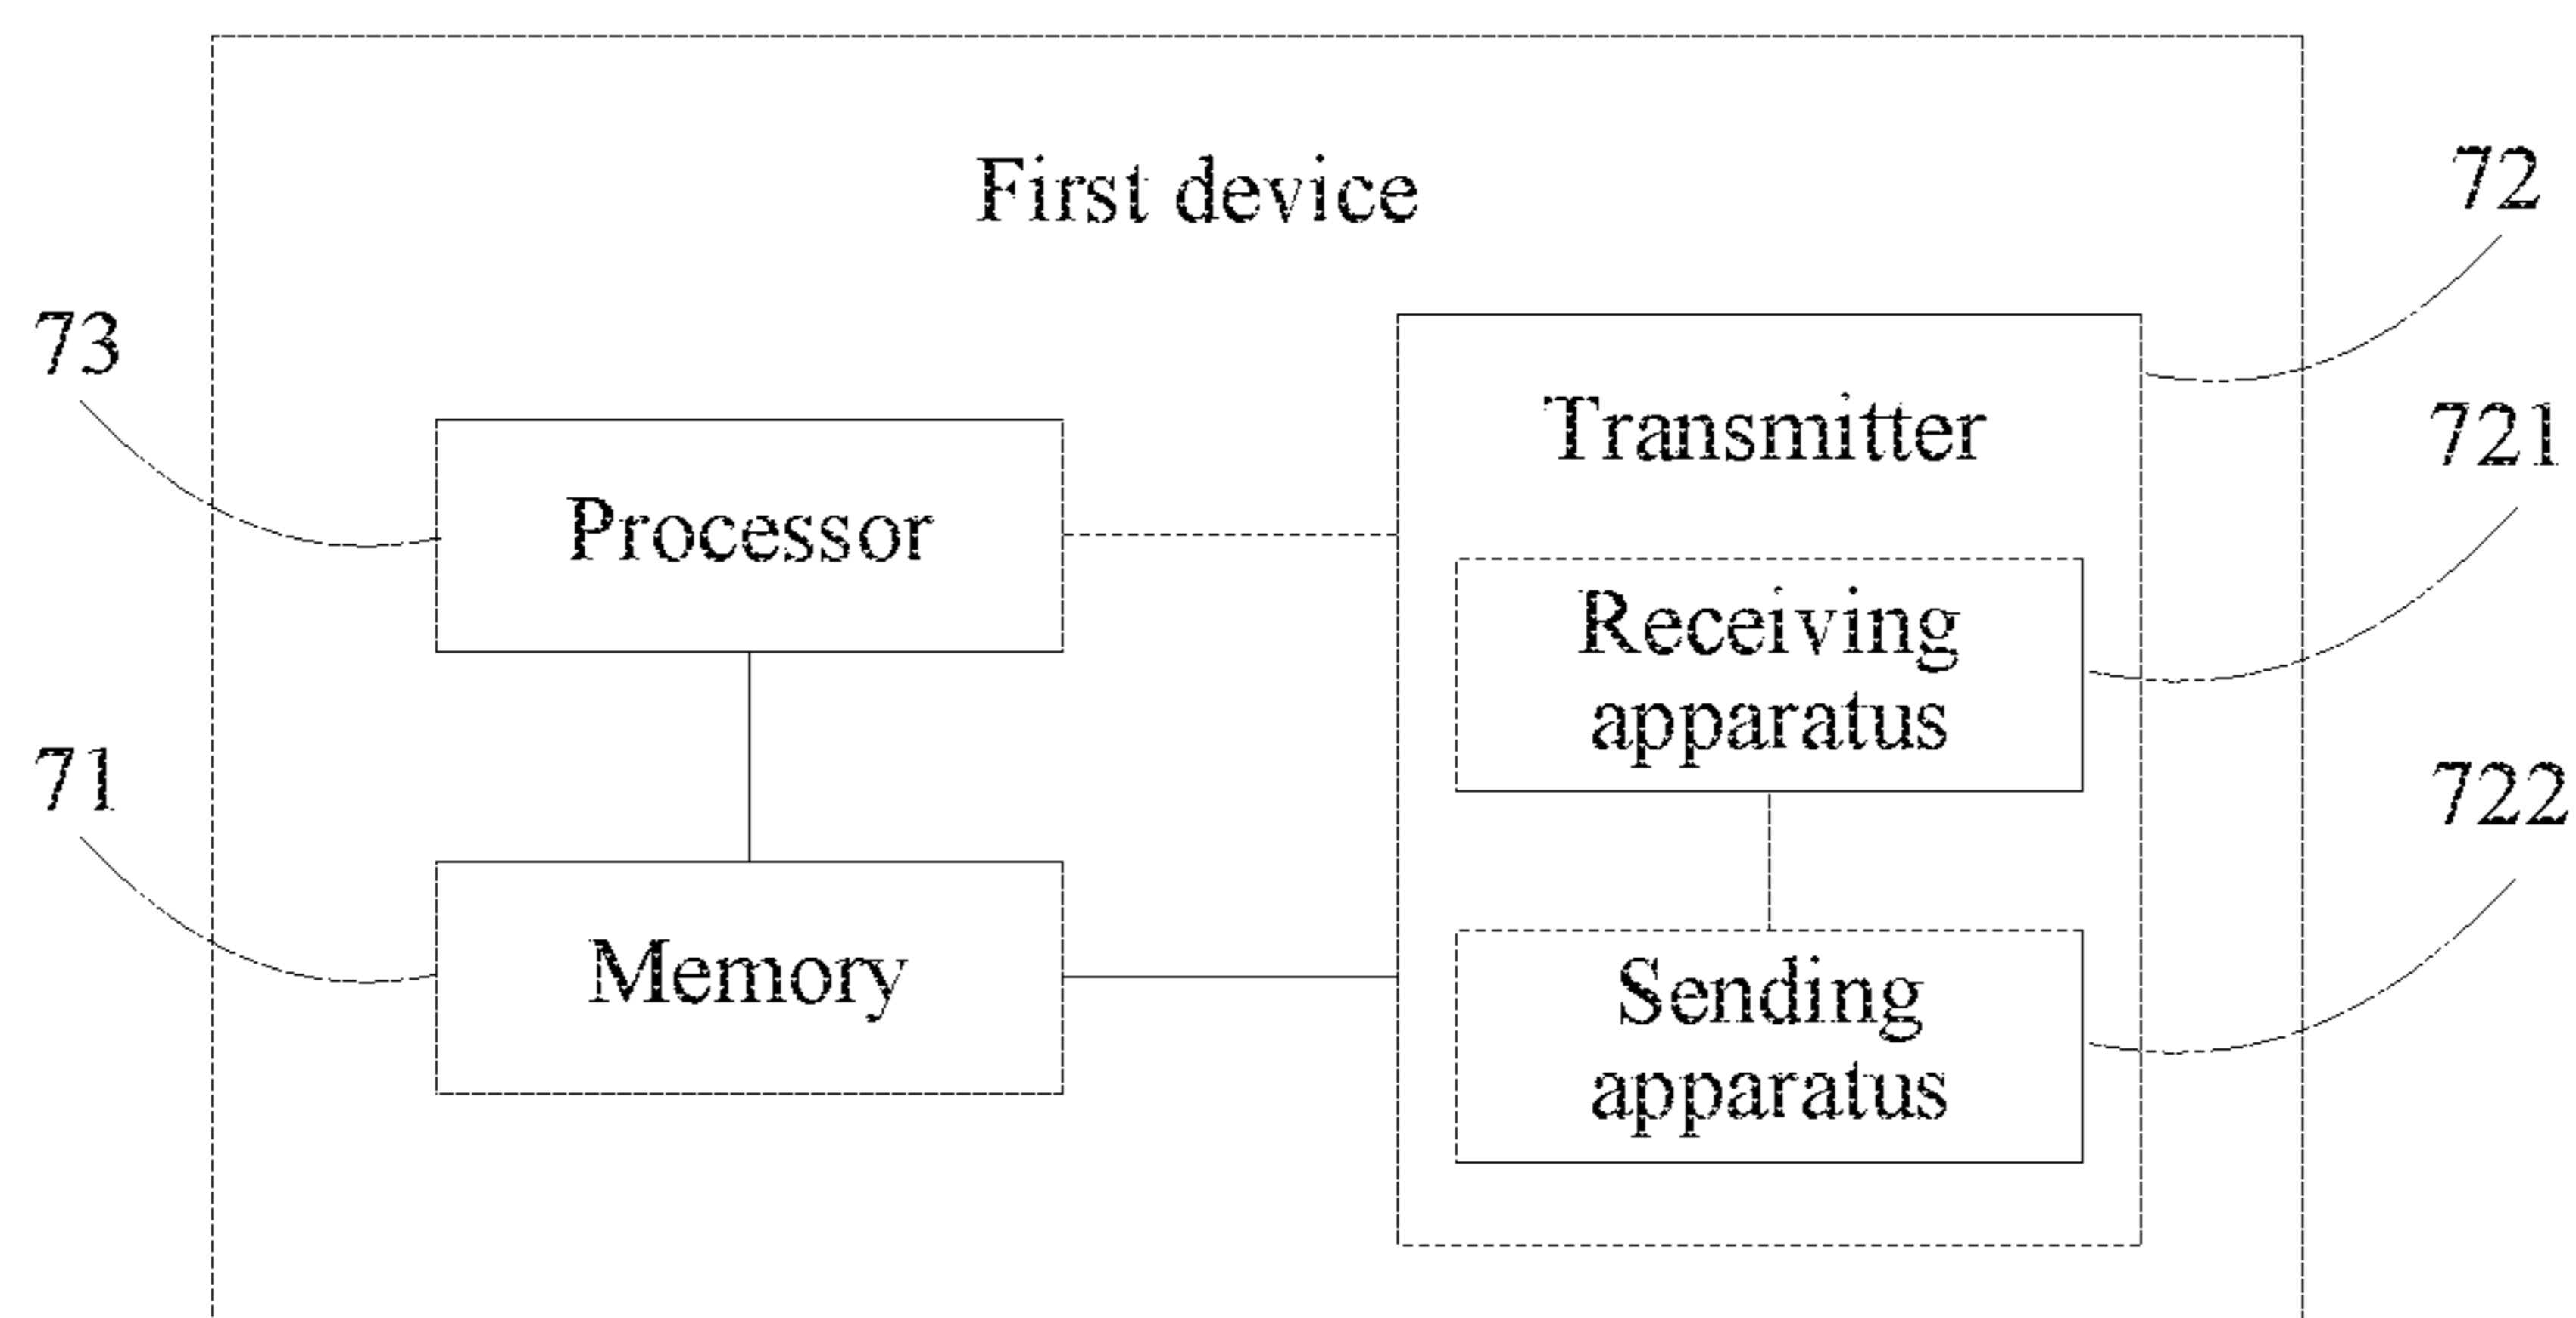 First device
72
73
Transmitter
721
Processor
Receiving
apparatus
71
722
Memory
Sending
apparatus